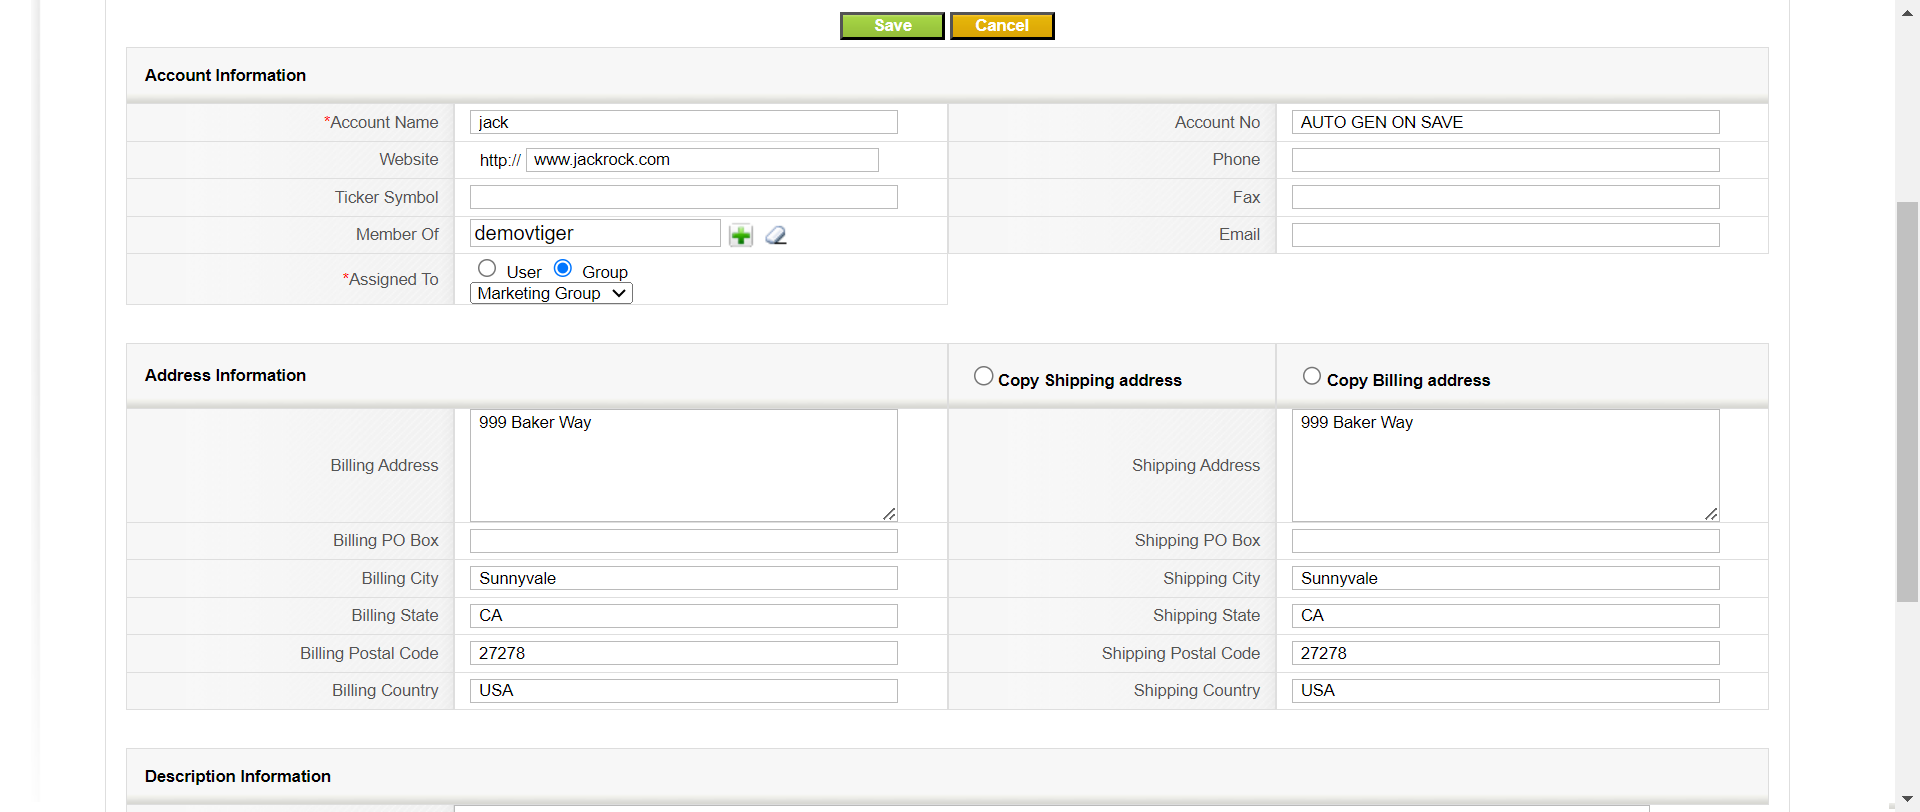 Save Cancel
Account Information
*Account Name jack Account No AUTO GEN ON SAVE
Website http:// www.jackrock.com Phone
Ticker Symbol Fax
Member Of demovtiger Email
*Assigned To User Group
Marketing Group
Address Information Copy Shipping address Copy Billing address
Billing Address 999 Baker Way Shipping Address 999 Baker Way
Billing PO Box Shipping PO Box
Billing City Sunnyvale Shipping City Sunnyvale
Billing State CA Shipping State CA
Billing Postal Code 27278 Shipping Postal Code 27278
Billing Country USA Shipping Country USA
Description Information